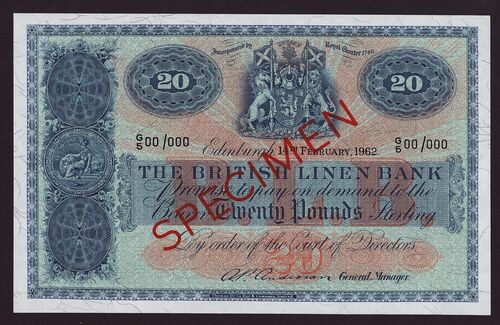 Incorporated by Royal Charter 1746
20
20
G/5 00/000
G/5 00/000
Edinburgh 14TH FEBRUARY, 1962
THE BRITISH LINEN BANK
Promise to pay on demand to the
Bearer Twenty Pounds Sterling
By order of the Court of Directors
General Manager
SPECIMEN